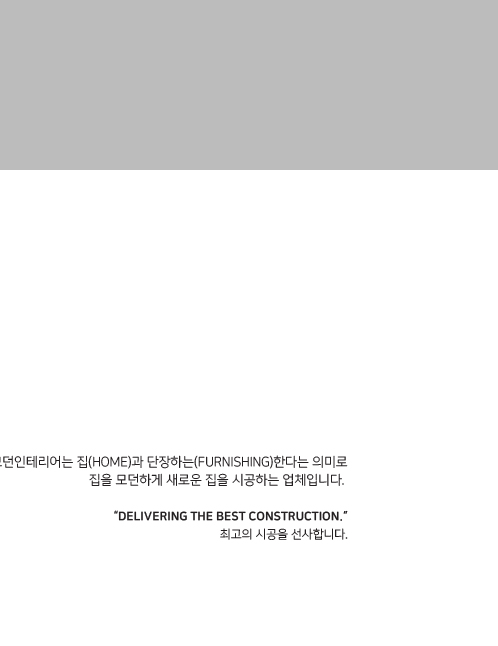 모던인테리어는 집(HOME)과 단장하는(FURNISHING)한다는 의미로
집을 모던하게 새로운 집을 시공하는 업체입니다.
“DELIVERING THE BEST CONSTRUCTION.”
최고의 시공을 선사합니다.